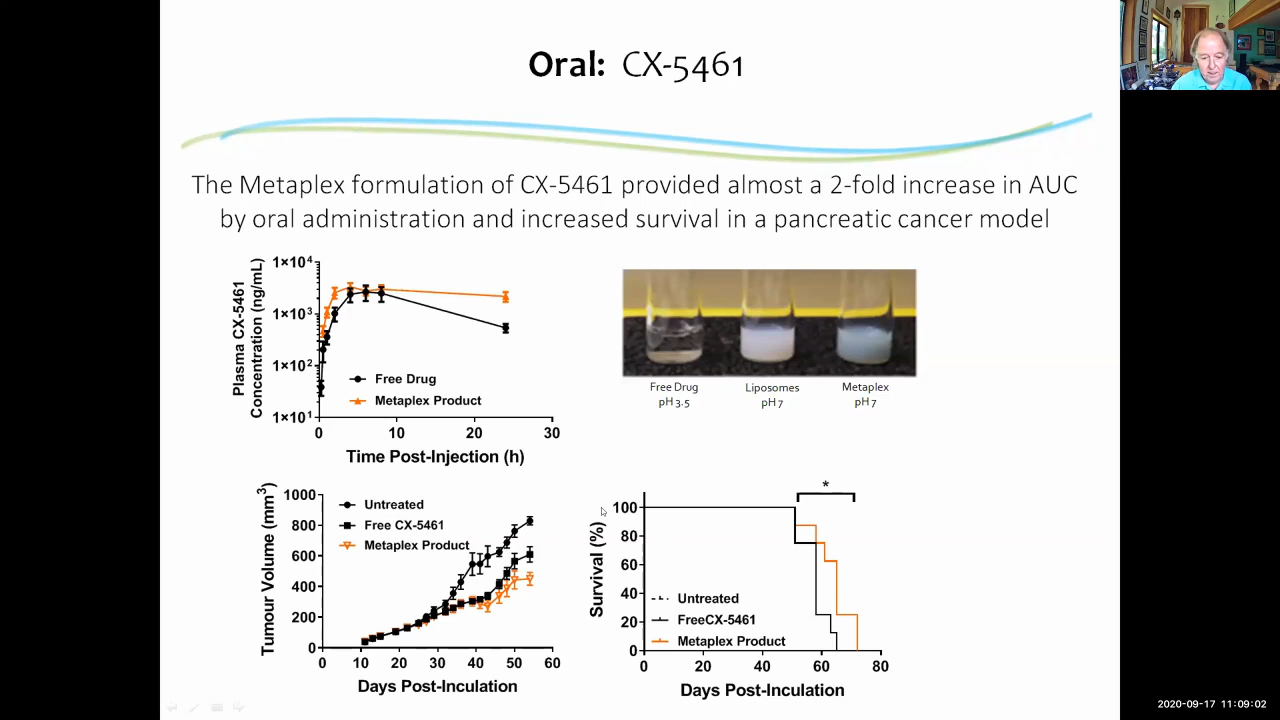 Oral: CX-5461
The Metaplex formulation of CX-5461 provided almost a 2-fold increase in AUC
by oral administration and increased survival in a pancreatic cancer model
Plasma CX-5461
Concentration (ng/mL)
1×10⁴
1×10³
1×10²
1×10¹
Free Drug
Metaplex Product
0 10 20 30
Time Post-Injection (h)
Free Drug
pH 3.5
Liposomes
pH 7
Metaplex
pH 7
Tumour Volume (mm³)
1000
800
600
400
200
0
Untreated
Free CX-5461
Metaplex Product
0 10 20 30 40 50 60
Days Post-Inculation
Survival (%)
*
100
80
60
40
20
0
Untreated
FreeCX-5461
Metaplex Product
0 20 40 60 80
Days Post-Inculation
2020-09-17 11:09:02